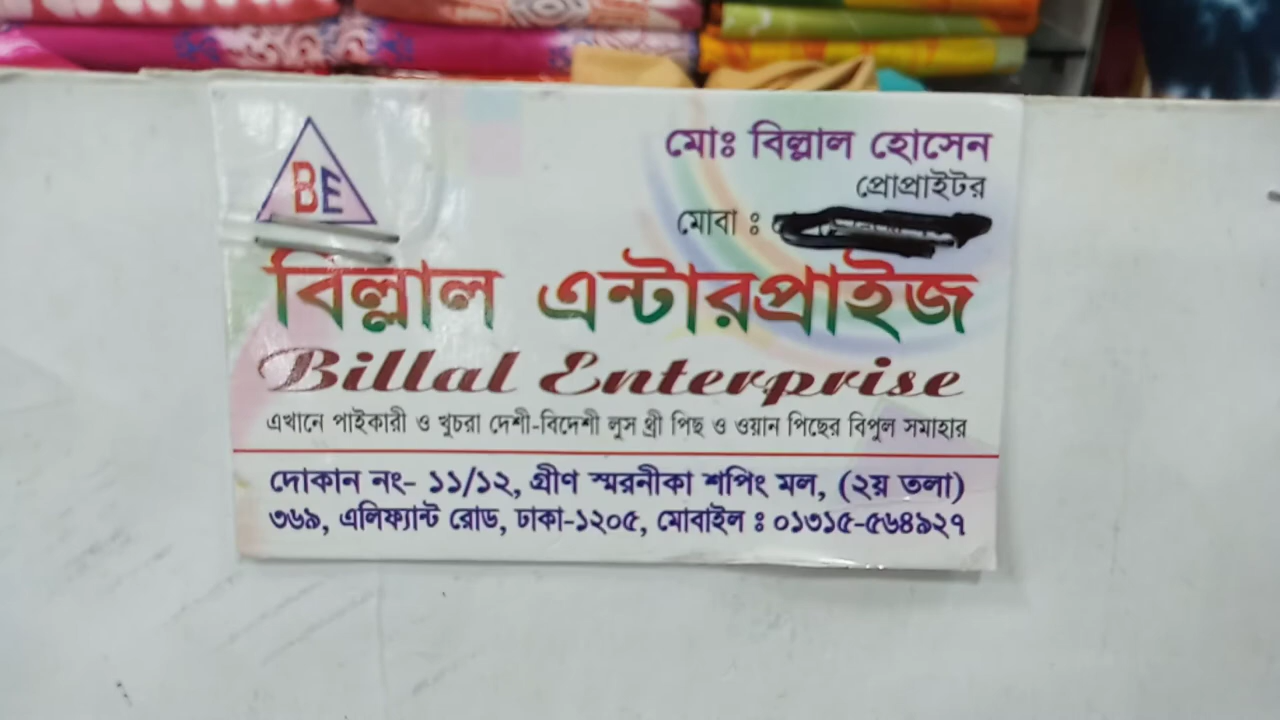 BE
মোঃ বিল্লাল হোসেন
প্রোপ্রাইটর
মোবা ঃ
বিল্লাল এন্টারপ্রাইজ
Billal Enterprise
এখানে পাইকারী ও খুচরা দেশী-বিদেশী লুস থ্রী পিছ ও ওয়ান পিছের বিপুল সমাহার
দোকান নং- ১১/১২, গ্রীণ স্মরনীকা শপিং মল, (২য় তলা)
৩৬৯, এলিফ্যান্ট রোড, ঢাকা-১২০৫, মোবাইল ঃ ০১৩১৫-৫৬৪৯২৭